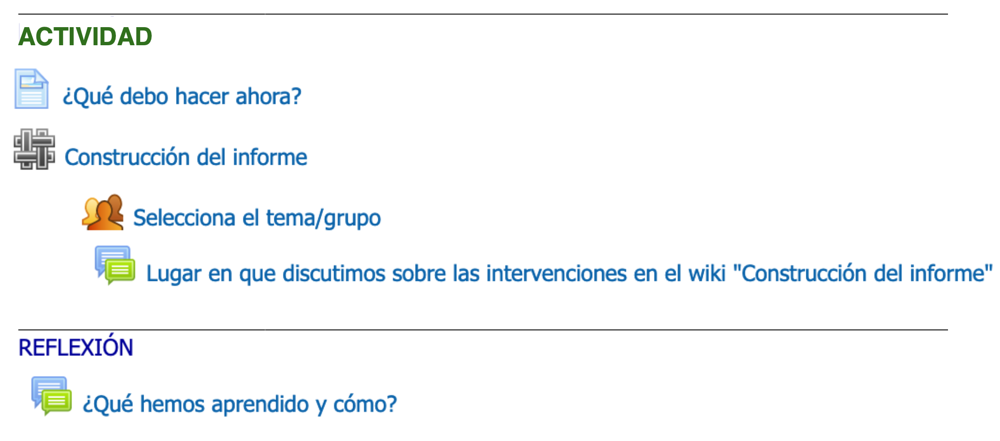 ACTIVIDAD
¿Qué debo hacer ahora?
Construcción del informe
Selecciona el tema/grupo
Lugar en que discutimos sobre las intervenciones en el wiki "Construcción del informe"
REFLEXIÓN
¿Qué hemos aprendido y cómo?